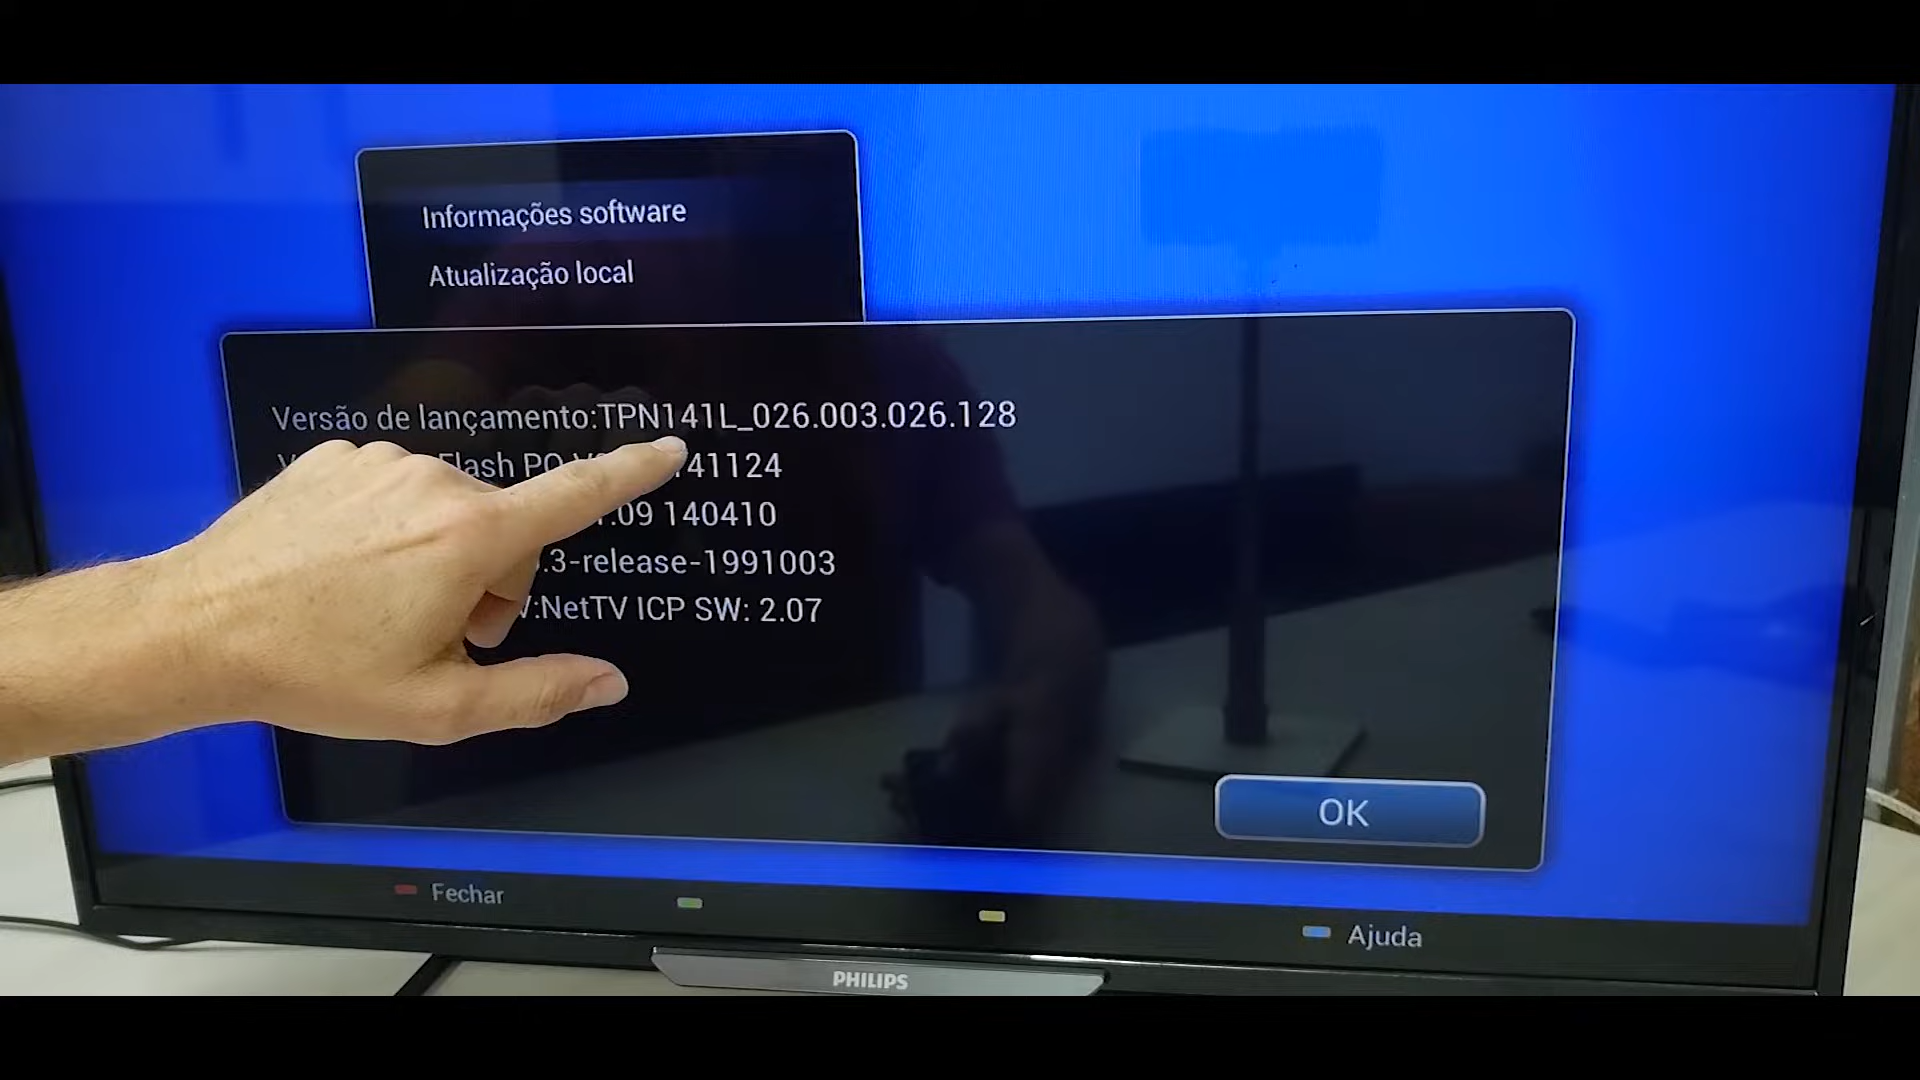 Informações software
Atualização local
Versão de lançamento:TPN141L_026.003.026.128
Flash PQ 141124
.09 140410
.3-release-1991003
:NetTV ICP SW: 2.07
OK
Fechar
Ajuda
PHILIPS